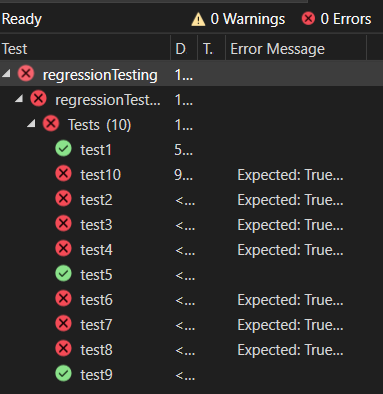 Ready 0 Warnings 0 Errors
Test D T. Error Message
regressionTesting 1...
regressionTest... 1...
Tests (10) 1...
test1 5...
test10 9... Expected: True...
test2 <... Expected: True...
test3 <... Expected: True...
test4 <... Expected: True...
test5 <...
test6 <... Expected: True...
test7 <... Expected: True...
test8 <... Expected: True...
test9 <...